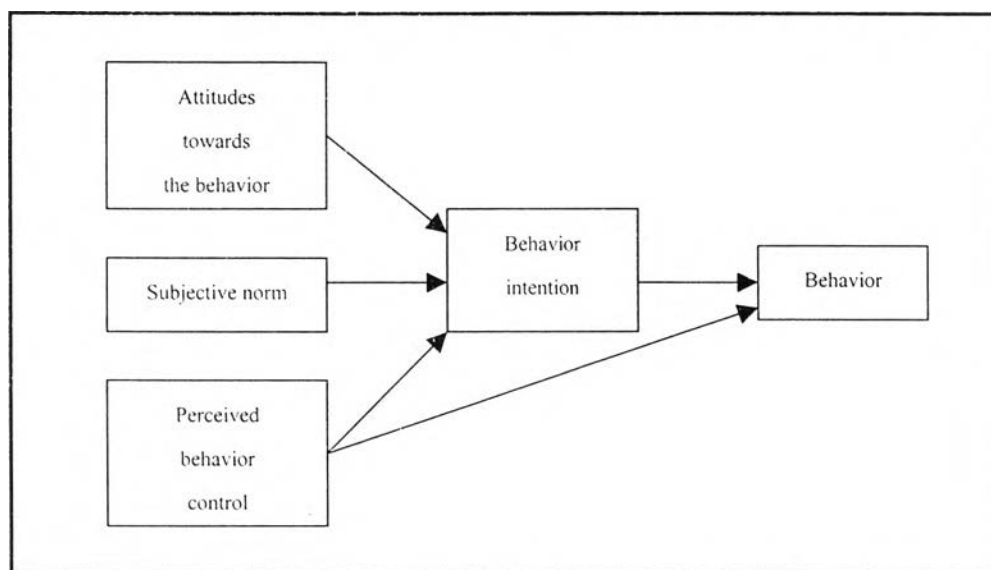 Attitudes
towards
the behavior
Subjective norm
Perceived
behavior
control
Behavior
intention
Behavior